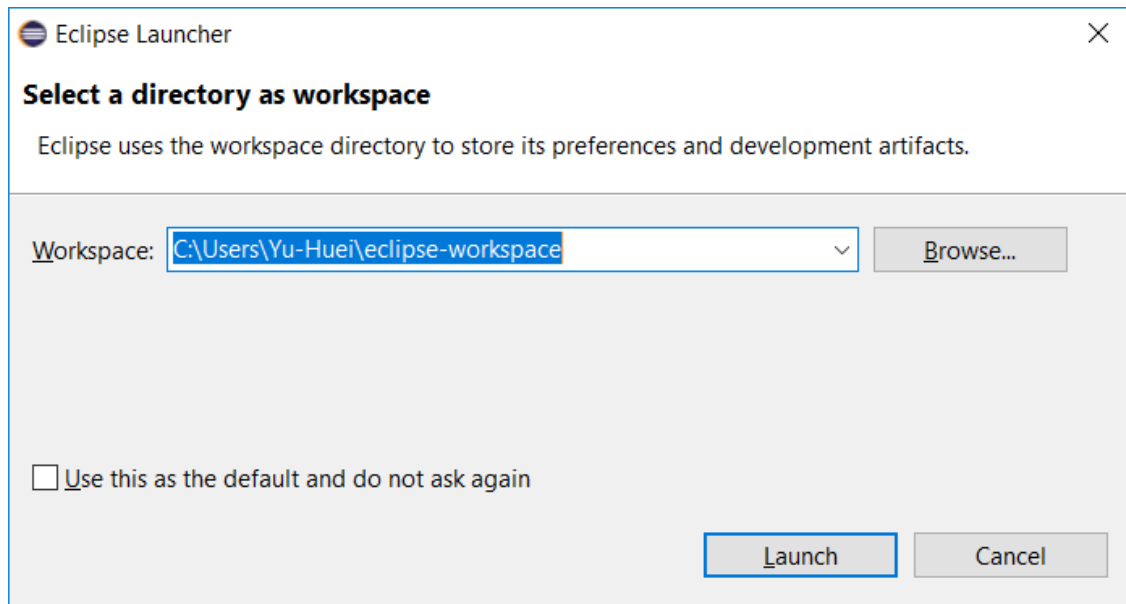 Eclipse Launcher
Select a directory as workspace
Eclipse uses the workspace directory to store its preferences and development artifacts.
Workspace: C:\Users\Yu-Huei\eclipse-workspace Browse...
Use this as the default and do not ask again
Launch Cancel